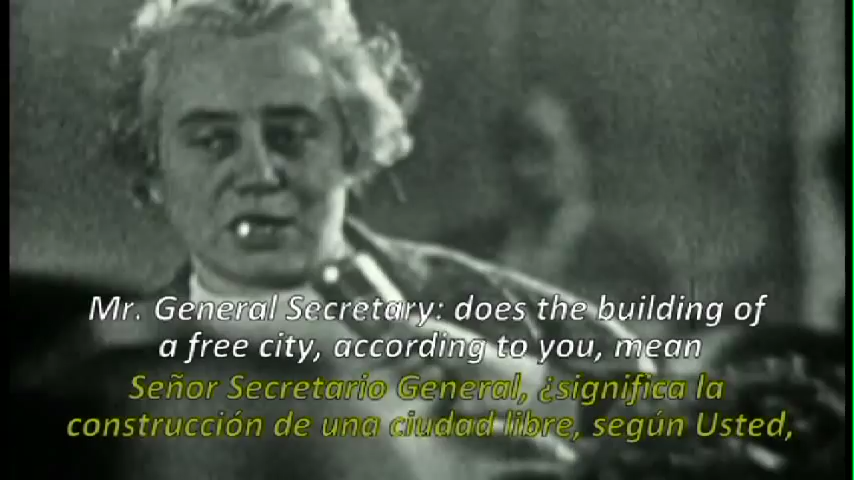 Mr. General Secretary: does the building of
a free city, according to you, mean
Señor Secretario General, ¿significa la
construcción de una ciudad libre, según Usted,